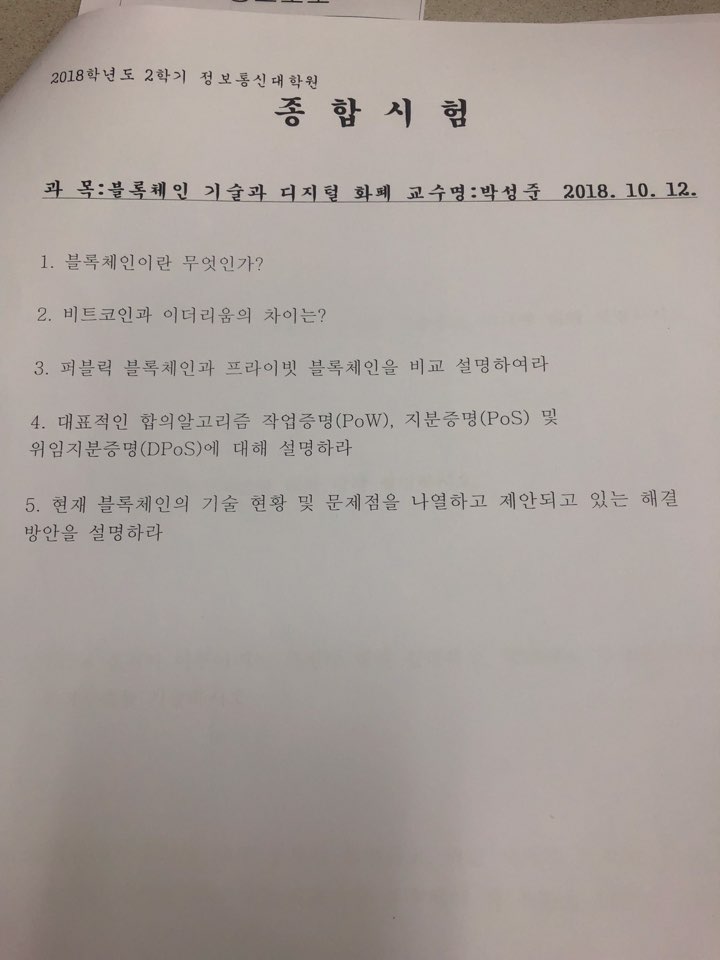 2018학년도 2학기 정보통신대학원
종 합 시 험
과 목:블록체인 기술과 디지털 화폐 교수명:박성준 2018. 10. 12.
1. 블록체인이란 무엇인가?
2. 비트코인과 이더리움의 차이는?
3. 퍼블릭 블록체인과 프라이빗 블록체인을 비교 설명하여라
4. 대표적인 합의알고리즘 작업증명(PoW), 지분증명(PoS) 및
위임지분증명(DPoS)에 대해 설명하라
5. 현재 블록체인의 기술 현황 및 문제점을 나열하고 제안되고 있는 해결
방안을 설명하라